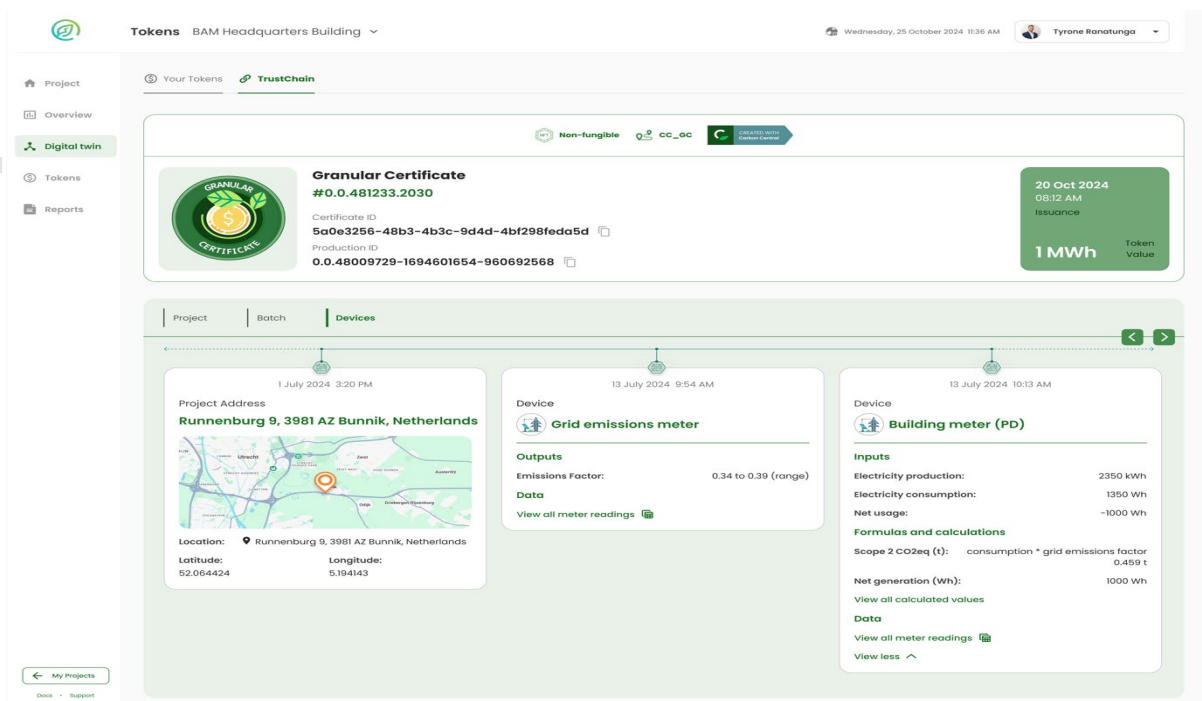 Tokens BAM Headquarters Building
Wednesday, 25 October 2024 11:36 AM
Tyrone Ranatunga
Project
Overview
Digital twin
Tokens
Reports
My Projects
Docs • Support
Your Tokens
TrustChain
Non-fungible
CC_GC
CREATED WITH
Carbon Central
GRANULAR
CERTIFICATE
Granular Certificate
#0.0.481233.2030
Certificate ID
5a0e3256-48b3-4b3c-9d4d-4bf298feda5d
Production ID
0.0.48009729-1694601654-960692568
20 Oct 2024
08:12 AM
Issuance
1 MWh
Token
Value
Project
Batch
Devices
1 July 2024 3:20 PM
Project Address
Runnenburg 9, 3981 AZ Bunnik, Netherlands
Utrecht
Zeist
Austerlitz
Odijk
Driebergen-Rijsenburg
Location: Runnenburg 9, 3981 AZ Bunnik, Netherlands
Latitude:
52.064424
Longitude:
5.194143
13 July 2024 9:54 AM
Device
Grid emissions meter
Outputs
Emissions Factor: 0.34 to 0.39 (range)
Data
View all meter readings
13 July 2024 10:13 AM
Device
Building meter (PD)
Inputs
Electricity production: 2350 kWh
Electricity consumption: 1350 Wh
Net usage: -1000 Wh
Formulas and calculations
Scope 2 CO2eq (t): consumption * grid emissions factor
0.459 t
Net generation (Wh): 1000 Wh
View all calculated values
Data
View all meter readings
View less